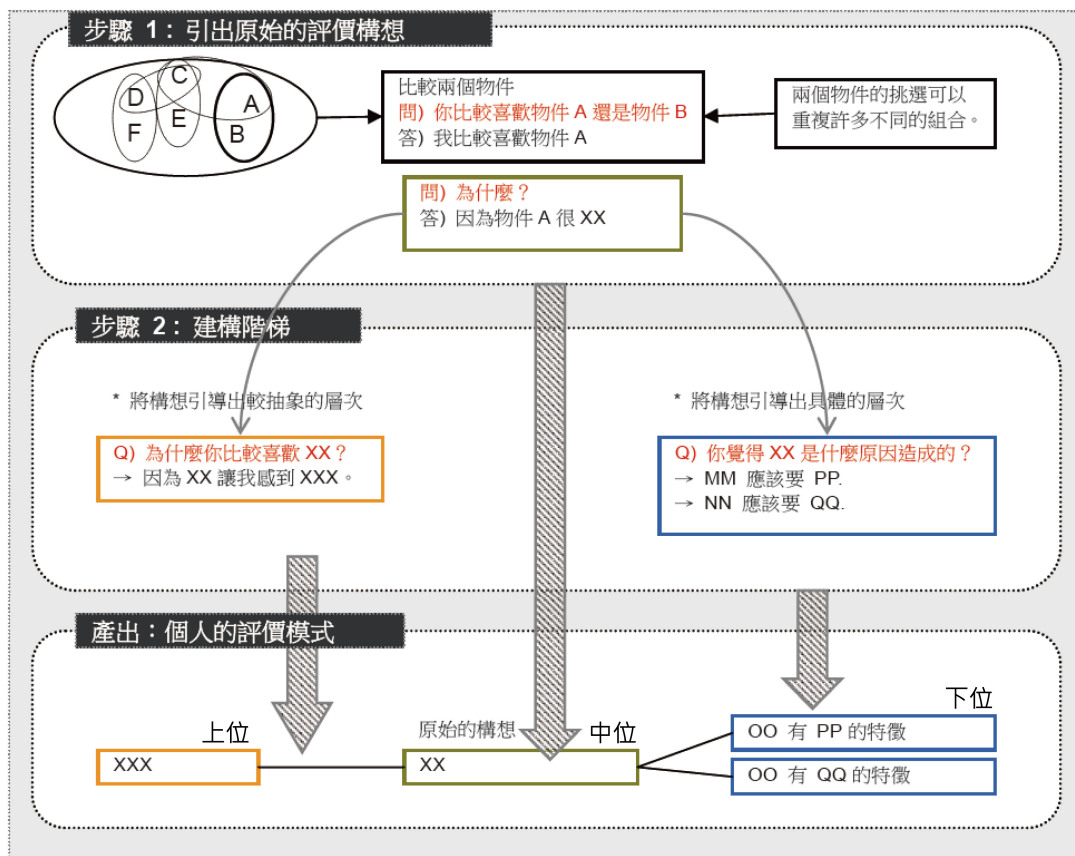 步驟 1：引出原始的評價構想
C
D
A
E
F
B
比較兩個物件
問) 你比較喜歡物件 A 還是物件 B
答) 我比較喜歡物件 A
兩個物件的挑選可以
重複許多不同的組合。
問) 為什麼？
答) 因為物件 A 很 XX
步驟 2：建構階梯
* 將構想引導出較抽象的層次
Q) 為什麼你比較喜歡 XX？
→ 因為 XX 讓我感到 XXX。
* 將構想引導出具體的層次
Q) 你覺得 XX 是什麼原因造成的？
→ MM 應該要 PP.
→ NN 應該要 QQ.
產出：個人的評價模式
上位
XXX
原始的構想
中位
XX
下位
OO 有 PP 的特徵
OO 有 QQ 的特徵